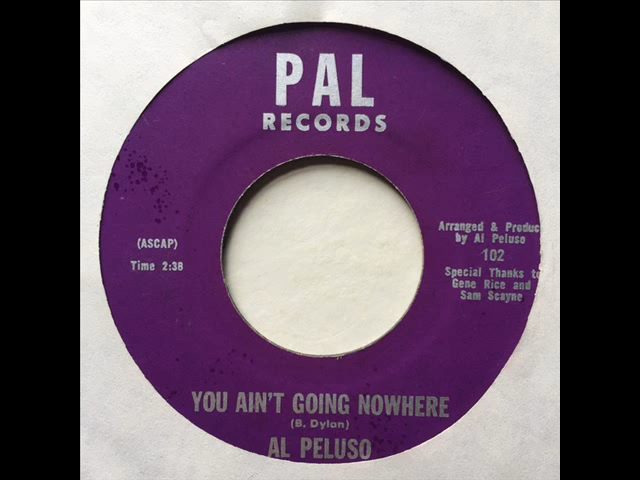 PAL
RECORDS
(ASCAP)
Time 2:38
Arranged & Produc
by Al Peluso
102
Special Thanks to
Gene Rice and
Sam Scayne
YOU AIN'T GOING NOWHERE
(B. Dylan)
AL PELUSO